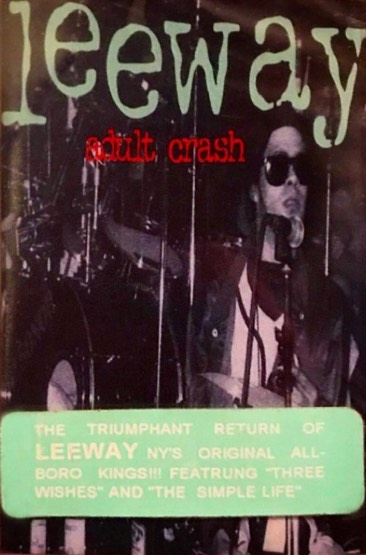 leeway
adult crash
THE TRIUMPHANT RETURN OF
LEEWAY NY'S ORIGINAL ALL-
BORO KINGS!!! FEATRUNG "THREE
WISHES" AND "THE SIMPLE LIFE"